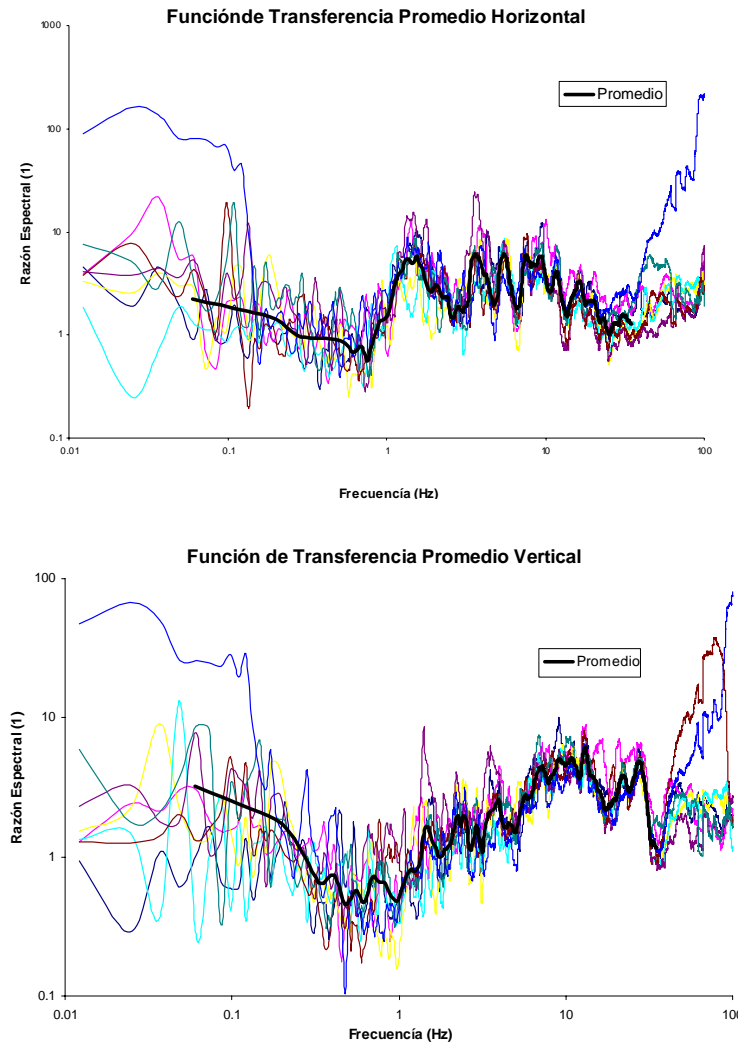 Funciónde Transferencia Promedio Horizontal
1000
Promedio
100
Razón Espectral (1)
10
1
0.1
0.01 0.1 1 10 100
Frecuencía (Hz)
Función de Transferencia Promedio Vertical
100
Promedio
10
Razón Espectral (1)
1
0.1
0.01 0.1 1 10 100
Frecuencía (Hz)